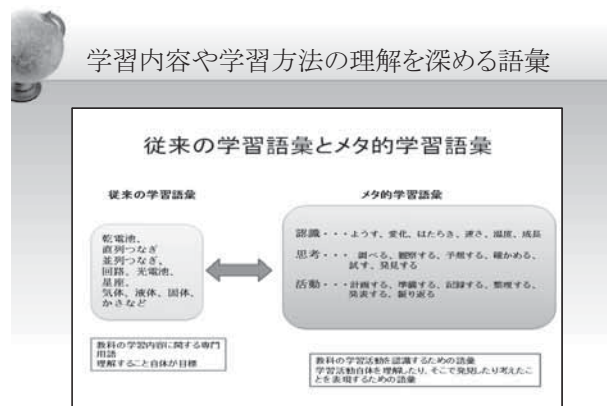 学習内容や学習方法の理解を深める語彙
従来の学習語彙とメタ的学習語彙
従来の学習語彙
乾電池、
直列つなぎ
並列つなぎ、
回路、光電池、
星座、
気体、液体、固体、
かさなど
教科の学習内容に関する専門
用語
理解すること自体が目標
メタ的学習語彙
認識・・・ようす、変化、はたらき、速さ、温度、成長
思考・・・ 調べる、観察する、予想する、確かめる、
試す、発見する
活動・・・計画する、準備する、記録する、整理する、
発表する、振り返る
教科の学習活動を認識するための語彙
学習活動自体を理解したり、そこで発見したり考えたこ
とを表現するための語彙